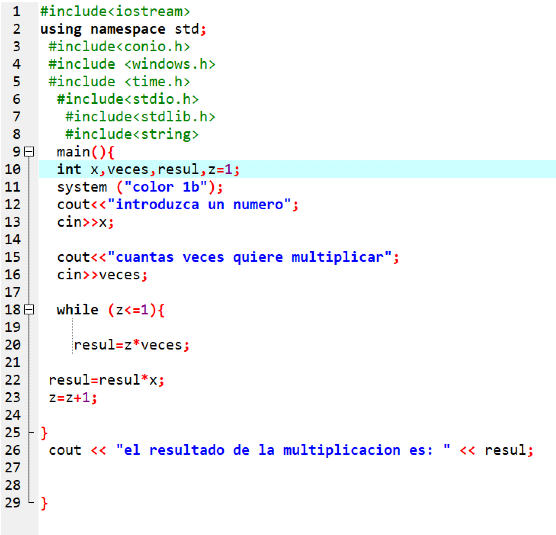 1 #include<iostream>
2 using namespace std;
3 #include<conio.h>
4 #include <windows.h>
5 #include <time.h>
6 #include<stdio.h>
7 #include<stdlib.h>
8 #include<string>
9 main(){
10 int x,veces,resul,z=1;
11 system ("color 1b");
12 cout<<"introduzca un numero";
13 cin>>x;
14
15 cout<<"cuantas veces quiere multiplicar";
16 cin>>veces;
17
18 while (z<=1){
19
20 resul=z*veces;
21
22 resul=resul*x;
23 z=z+1;
24
25 }
26 cout << "el resultado de la multiplicacion es: " << resul;
27
28
29 }